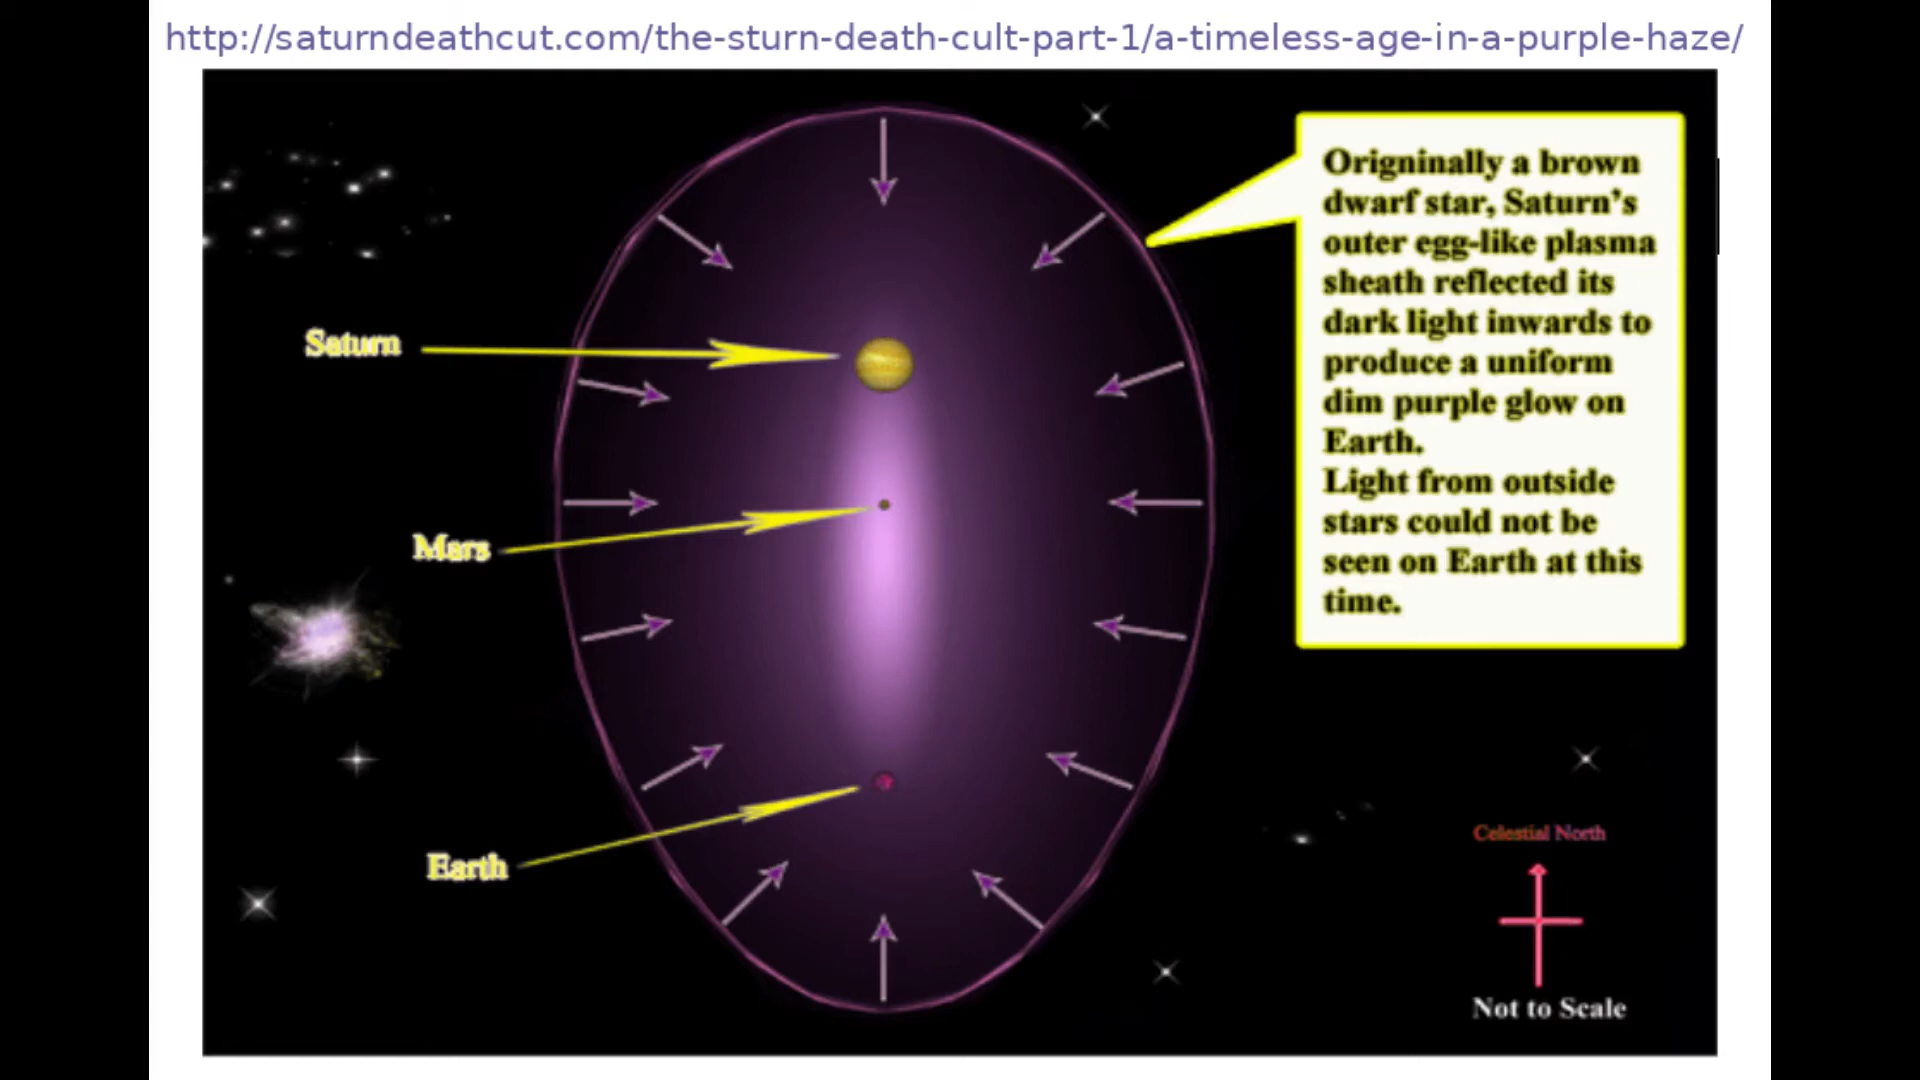 http://saturndeathcut.com/the-sturn-death-cult-part-1/a-timeless-age-in-a-purple-haze/
Origninally a brown
dwarf star, Saturn's
outer egg-like plasma
sheath reflected its
dark light inwards to
produce a uniform
dim purple glow on
Earth.
Light from outside
stars could not be
seen on Earth at this
time.
Saturn
Mars
Earth
Celestial North
Not to Scale